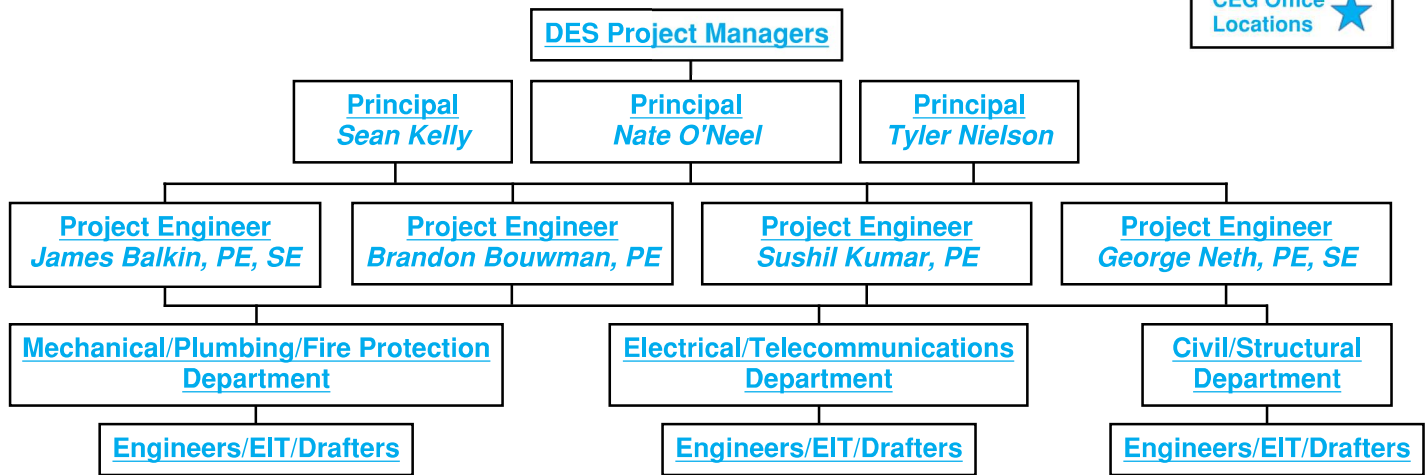 CEG Office
Locations
DES Project Managers
Principal
Sean Kelly
Principal
Nate O'Neel
Principal
Tyler Nielson
Project Engineer
James Balkin, PE, SE
Project Engineer
Brandon Bouwman, PE
Project Engineer
Sushil Kumar, PE
Project Engineer
George Neth, PE, SE
Mechanical/Plumbing/Fire Protection
Department
Electrical/Telecommunications
Department
Civil/Structural
Department
Engineers/EIT/Drafters
Engineers/EIT/Drafters
Engineers/EIT/Drafters